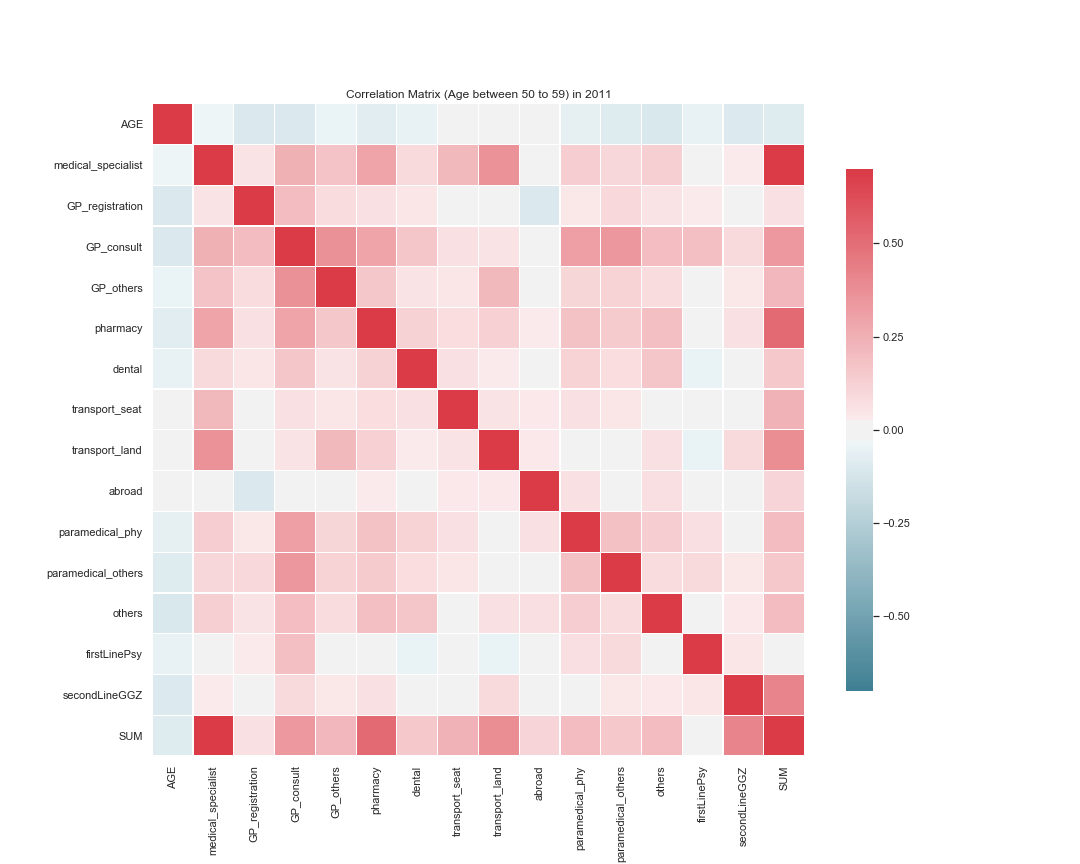 Correlation Matrix (Age between 50 to 59) in 2011
AGE
medical_specialist
GP_registration
GP_consult
GP_others
pharmacy
dental
transport_seat
transport_land
abroad
paramedical_phy
paramedical_others
others
firstLinePsy
secondLineGGZ
SUM
AGE
medical_specialist
GP_registration
GP_consult
GP_others
pharmacy
dental
transport_seat
transport_land
abroad
paramedical_phy
paramedical_others
others
firstLinePsy
secondLineGGZ
SUM
0.50
0.25
0.00
−0.25
−0.50